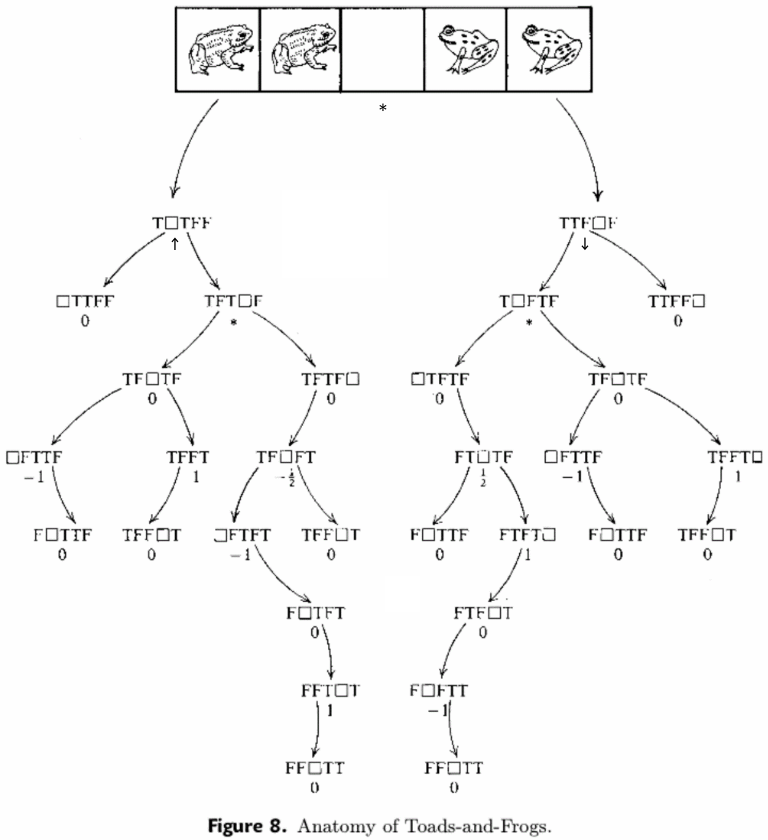 *
T□TFF TTF□F
↑ ↓
□TTFF TFT□F T□FTF TTFF□
0 * * 0
TF□TF TFTF□ □TFTF TF□TF
0 0 0 0
□FTTF TFFT TF□FT FT□TF □FTTF TFFT□
-1 1 -½ ½ -1 1
F□TTF TFF□T □FTFT TFF□T F□TTF FTFT□ F□TTF TFF□T
0 0 -1 0 0 1 0 0
F□TFT FTF□T
0 0
FFT□T F□FTT
1 -1
FF□TT FF□TT
0 0
Figure 8. Anatomy of Toads-and-Frogs.